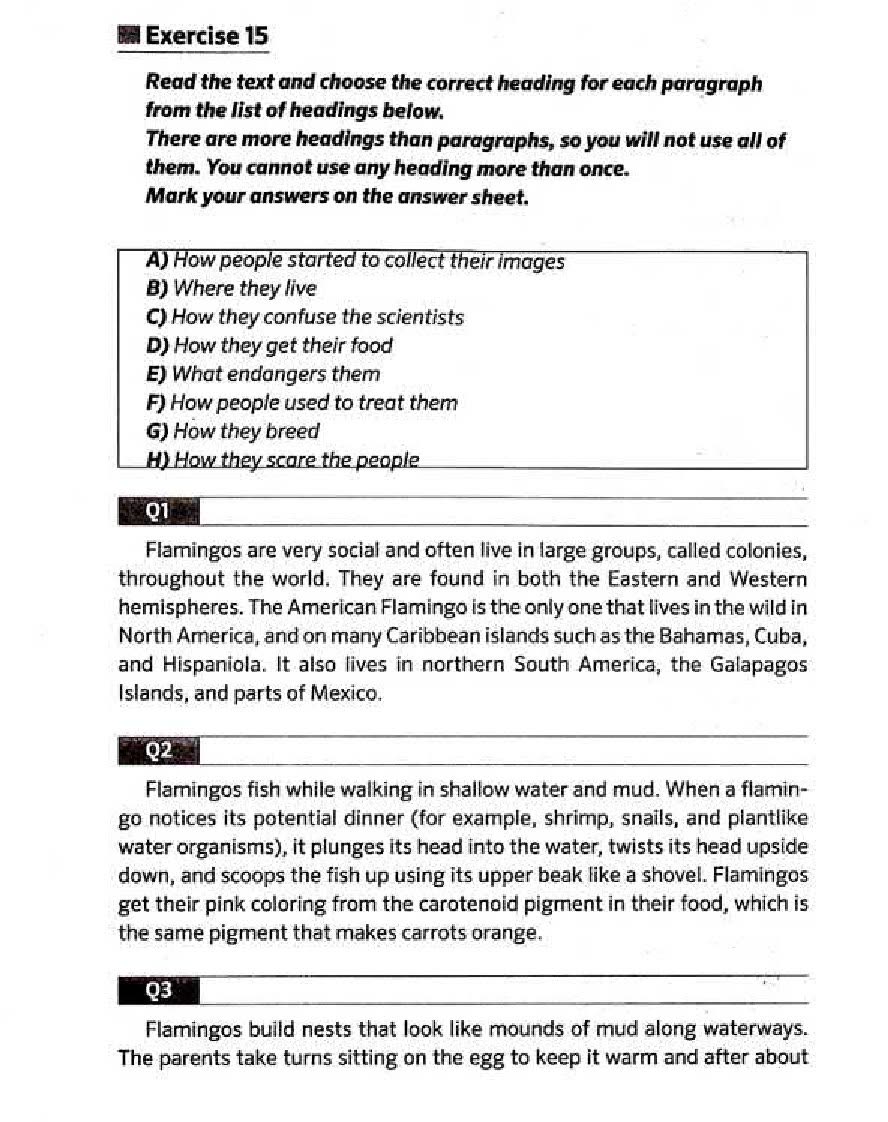 Exercise 15
Read the text and choose the correct heading for each paragraph
from the list of headings below.
There are more headings than paragraphs, so you will not use all of
them. You cannot use any heading more than once.
Mark your answers on the answer sheet.
A) How people started to collect their images
B) Where they live
C) How they confuse the scientists
D) How they get their food
E) What endangers them
F) How people used to treat them
G) How they breed
H) How they scare the people
Q1
Flamingos are very social and often live in large groups, called colonies,
throughout the world. They are found in both the Eastern and Western
hemispheres. The American Flamingo is the only one that lives in the wild in
North America, and on many Caribbean islands such as the Bahamas, Cuba,
and Hispaniola. It also lives in northern South America, the Galapagos
Islands, and parts of Mexico.
Q2
Flamingos fish while walking in shallow water and mud. When a flamin-
go notices its potential dinner (for example, shrimp, snails, and plantlike
water organisms), it plunges its head into the water, twists its head upside
down, and scoops the fish up using its upper beak like a shovel. Flamingos
get their pink coloring from the carotenoid pigment in their food, which is
the same pigment that makes carrots orange.
Q3
Flamingos build nests that look like mounds of mud along waterways.
The parents take turns sitting on the egg to keep it warm and after about